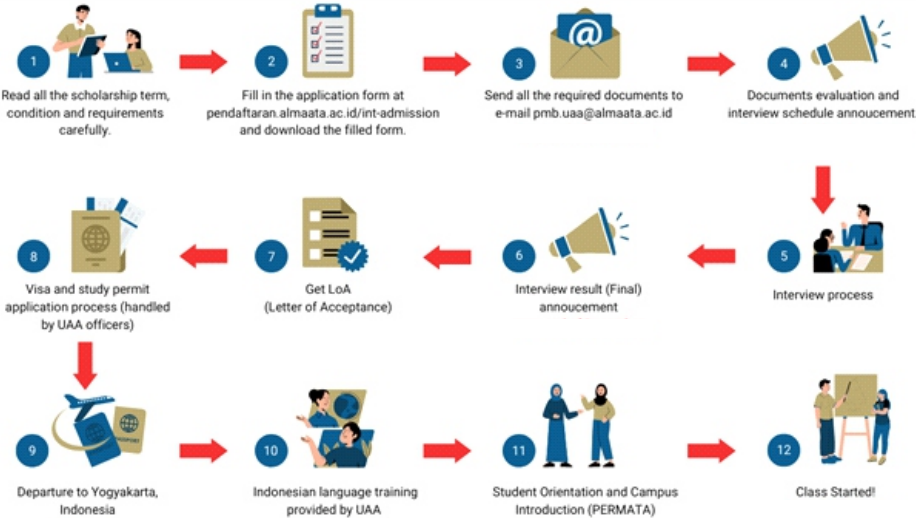 1
Read all the scholarship term,
condition and requirements
carefully.
2
Fill in the application form at
pendaftaran.almaata.ac.id/int-admission
and download the filled form.
3
@
Send all the required documents to
e-mail pmb.uaa@almaata.ac.id
4
Documents evaluation and
interview schedule annoucement
5
Interview process
6
Interview result (Final)
annoucement
7
Get LoA
(Letter of Acceptance)
8
Visa and study permit
application process (handled
by UAA officers)
9
PASSPORT
Departure to Yogyakarta,
Indonesia
10
Indonesian language training
provided by UAA
11
Student Orientation and Campus
Introduction (PERMATA)
12
Class Started!